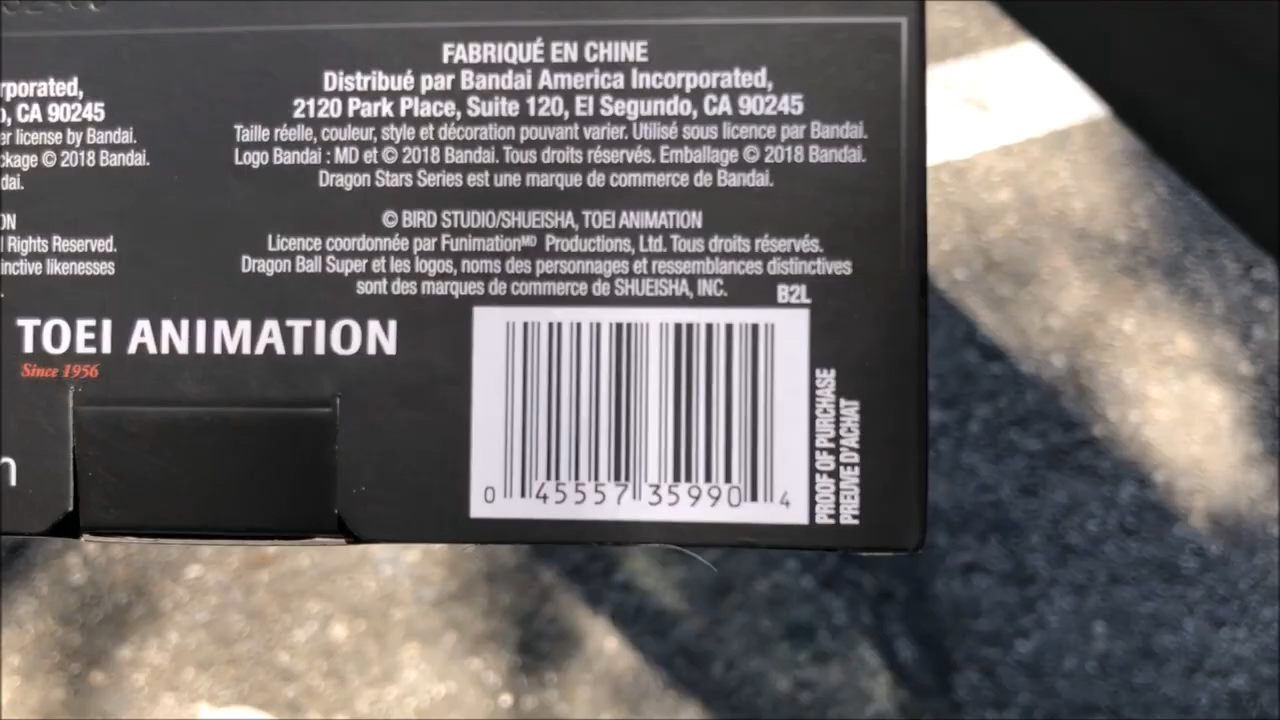 FABRIQUÉ EN CHINE
Distribué par Bandai America Incorporated,
2120 Park Place, Suite 120, El Segundo, CA 90245
Taille réelle, couleur, style et décoration pouvant varier. Utilisé sous licence par Bandai.
Logo Bandai : MD et © 2018 Bandai. Tous droits réservés. Emballage © 2018 Bandai.
Dragon Stars Series est une marque de commerce de Bandai.
© BIRD STUDIO/SHUEISHA, TOEI ANIMATION
Licence coordonnée par Funimationᴹᴰ Productions, Ltd. Tous droits réservés.
Dragon Ball Super et les logos, noms des personnages et ressemblances distinctives
sont des marques de commerce de SHUEISHA, INC.
B2L
rporated,
, CA 90245
er license by Bandai.
ckage © 2018 Bandai.
dai.
ON
l Rights Reserved.
inctive likenesses
TOEI ANIMATION
Since 1956
n
0 45557 35990 4
PROOF OF PURCHASE
PREUVE D'ACHAT